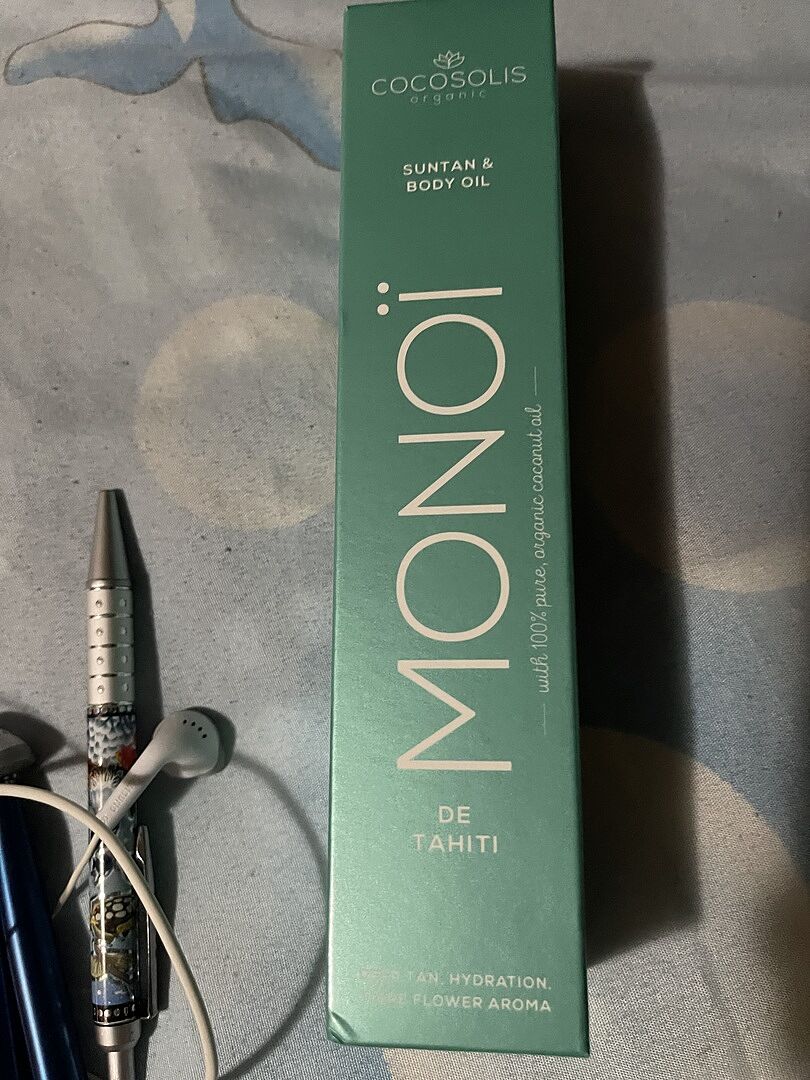 COCOSOLIS
organic
SUNTAN &
BODY OIL
MONOÏ
with 100% pure, organic coconut oil
DE
TAHITI
TAN, HYDRATION,
FLOWER AROMA